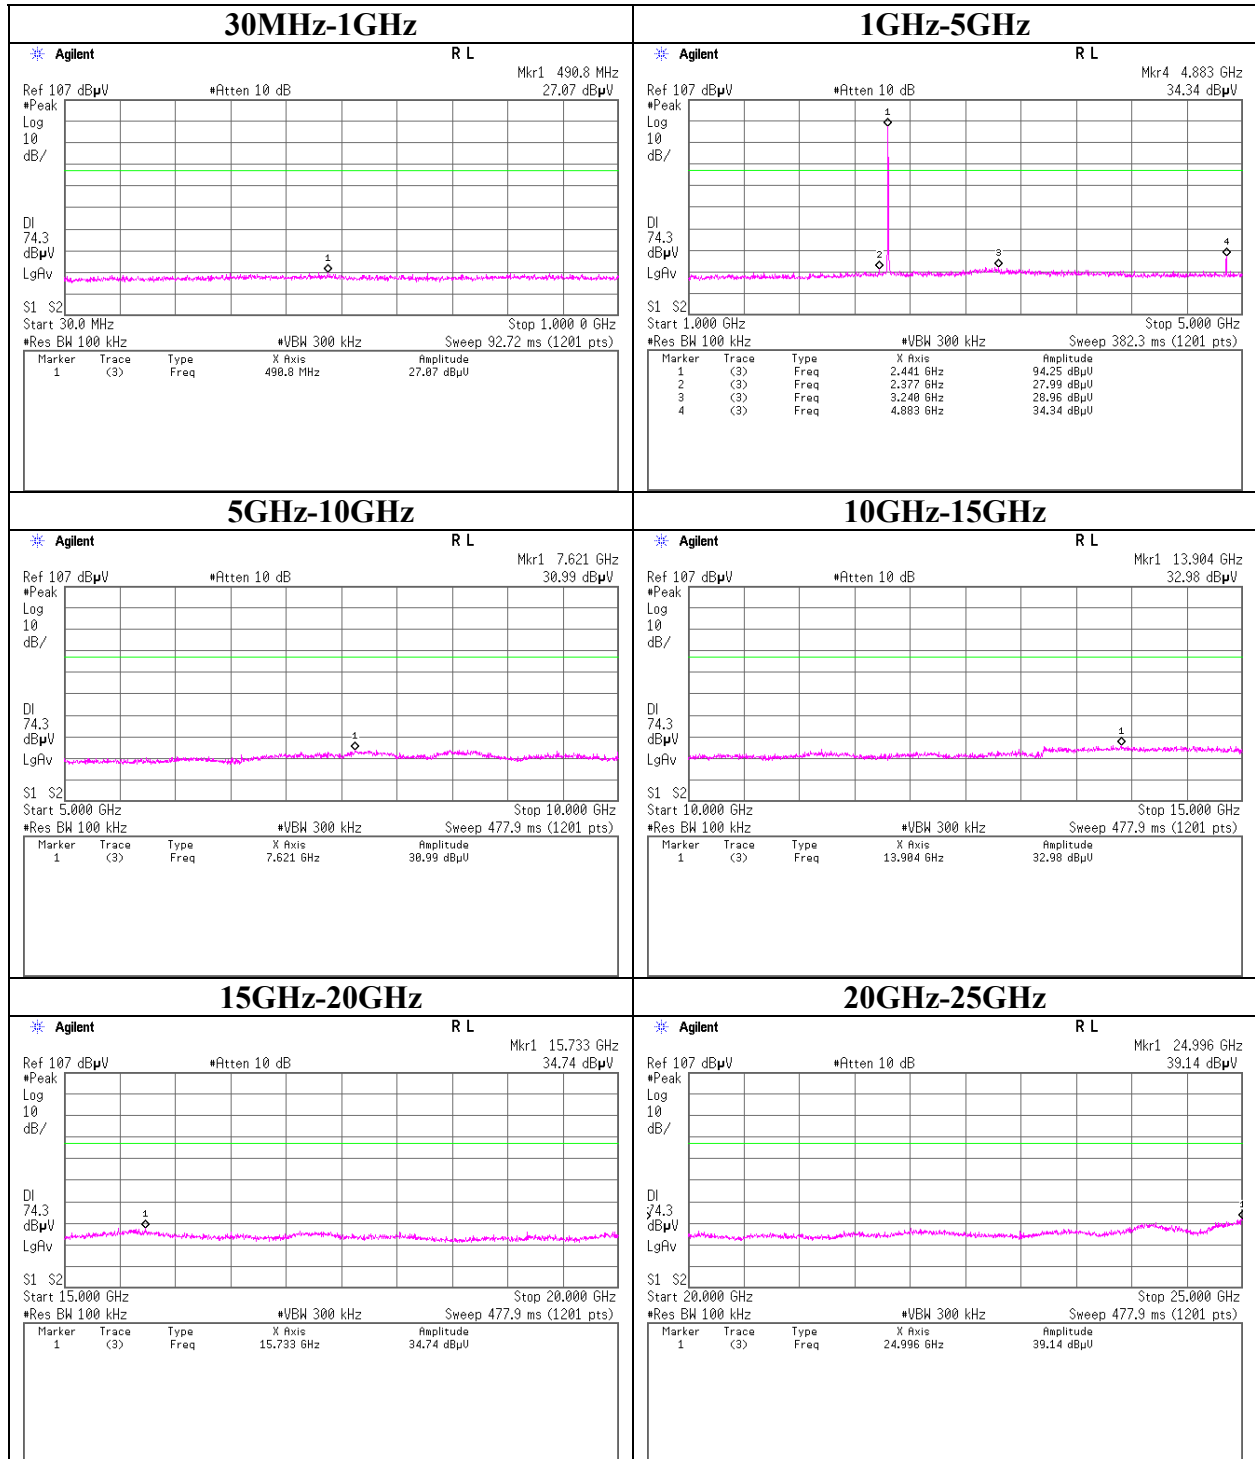 30MHz-1GHz
Agilent R L
Mkr1 490.8 MHz
Ref 107 dBµV #Atten 10 dB 27.07 dBµV
#Peak
Log
10
dB/
1
DI
74.3
dBµV
LgAv
S1 S2
Start 30.0 MHz Stop 1.000 0 GHz
#Res BW 100 kHz #VBW 300 kHz Sweep 92.72 ms (1201 pts)
Marker Trace Type X Axis Amplitude
1 (3) Freq 490.8 MHz 27.07 dBµV
1GHz-5GHz
Agilent R L
Mkr4 4.883 GHz
Ref 107 dBµV #Atten 10 dB 34.34 dBµV
#Peak
Log
10
dB/
1
DI
74.3
dBµV
2 3 4
LgAv
S1 S2
Start 1.000 GHz Stop 5.000 GHz
#Res BW 100 kHz #VBW 300 kHz Sweep 382.3 ms (1201 pts)
Marker Trace Type X Axis Amplitude
1 (3) Freq 2.441 GHz 94.25 dBµV
2 (3) Freq 2.377 GHz 27.99 dBµV
3 (3) Freq 3.240 GHz 28.96 dBµV
4 (3) Freq 4.883 GHz 34.34 dBµV
5GHz-10GHz
Agilent R L
Mkr1 7.621 GHz
Ref 107 dBµV #Atten 10 dB 30.99 dBµV
#Peak
Log
10
dB/
DI
74.3
dBµV
1
LgAv
S1 S2
Start 5.000 GHz Stop 10.000 GHz
#Res BW 100 kHz #VBW 300 kHz Sweep 477.9 ms (1201 pts)
Marker Trace Type X Axis Amplitude
1 (3) Freq 7.621 GHz 30.99 dBµV
10GHz-15GHz
Agilent R L
Mkr1 13.904 GHz
Ref 107 dBµV #Atten 10 dB 32.98 dBµV
#Peak
Log
10
dB/
DI
74.3
dBµV
1
LgAv
S1 S2
Start 10.000 GHz Stop 15.000 GHz
#Res BW 100 kHz #VBW 300 kHz Sweep 477.9 ms (1201 pts)
Marker Trace Type X Axis Amplitude
1 (3) Freq 13.904 GHz 32.98 dBµV
15GHz-20GHz
Agilent R L
Mkr1 15.733 GHz
Ref 107 dBµV #Atten 10 dB 34.74 dBµV
#Peak
Log
10
dB/
DI
74.3
dBµV
1
LgAv
S1 S2
Start 15.000 GHz Stop 20.000 GHz
#Res BW 100 kHz #VBW 300 kHz Sweep 477.9 ms (1201 pts)
Marker Trace Type X Axis Amplitude
1 (3) Freq 15.733 GHz 34.74 dBµV
20GHz-25GHz
Agilent R L
Mkr1 24.996 GHz
Ref 107 dBµV #Atten 10 dB 39.14 dBµV
#Peak
Log
10
dB/
DI
74.3
dBµV
1
LgAv
S1 S2
Start 20.000 GHz Stop 25.000 GHz
#Res BW 100 kHz #VBW 300 kHz Sweep 477.9 ms (1201 pts)
Marker Trace Type X Axis Amplitude
1 (3) Freq 24.996 GHz 39.14 dBµV